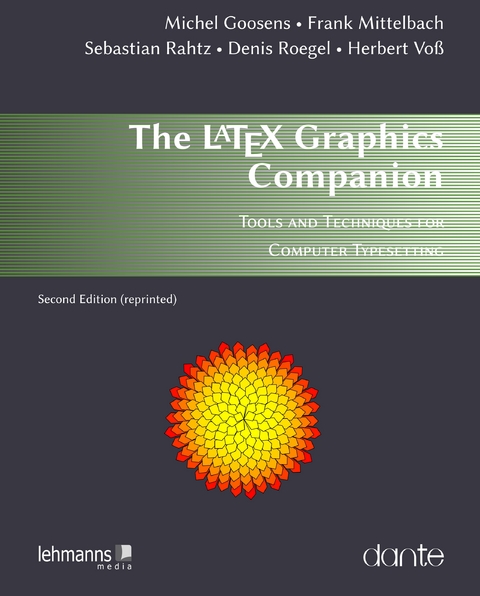 Michel Goosens • Frank Mittelbach
Sebastian Rahtz • Denis Roegel • Herbert Voß
The LATEX Graphics
Companion
Tools and Techniques for
Computer Typesetting
Second Edition (reprinted)
lehmanns
media
dante